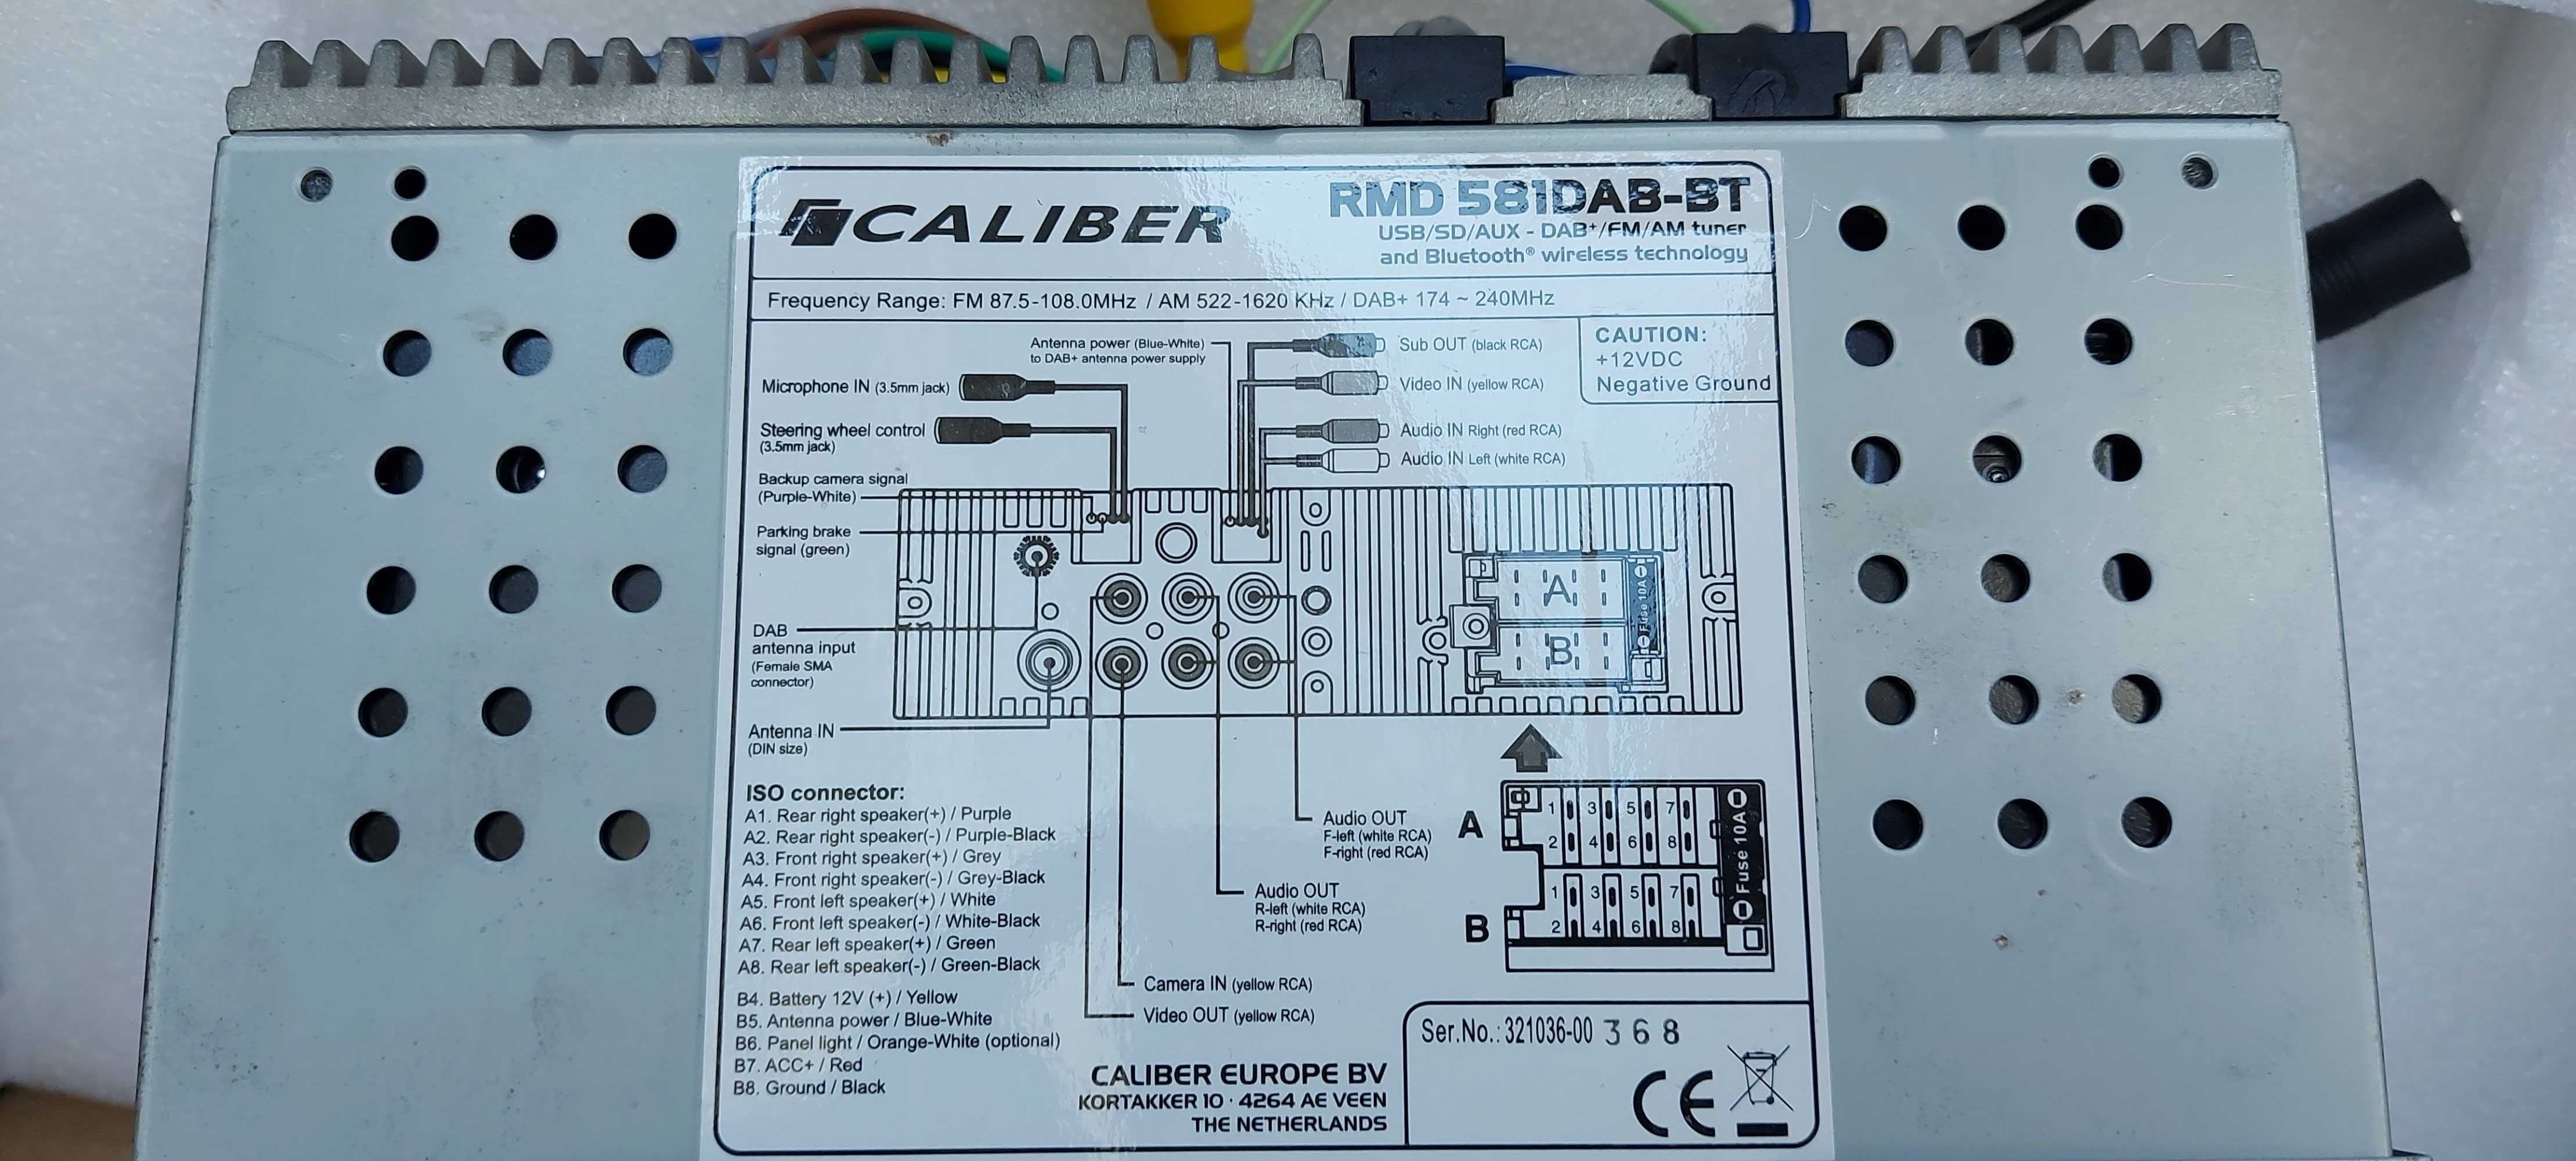 CALIBER
RMD 581DAB-BT
USB/SD/AUX - DAB+/FM/AM tuner
and Bluetooth® wireless technology
Frequency Range: FM 87.5-108.0MHz / AM 522-1620 KHz / DAB+ 174 ~ 240MHz
CAUTION:
+12VDC
Negative Ground
Antenna power (Blue-White)
to DAB+ antenna power supply
Sub OUT (black RCA)
Video IN (yellow RCA)
Audio IN Right (red RCA)
Audio IN Left (white RCA)
Microphone IN (3.5mm jack)
Steering wheel control
(3.5mm jack)
Backup camera signal
(Purple-White)
Parking brake
signal (green)
DAB
antenna input
(Female SMA
connector)
Antenna IN
(DIN size)
A
B
Fuse 10A
ISO connector:
A1. Rear right speaker(+) / Purple
A2. Rear right speaker(-) / Purple-Black
A3. Front right speaker(+) / Grey
A4. Front right speaker(-) / Grey-Black
A5. Front left speaker(+) / White
A6. Front left speaker(-) / White-Black
A7. Rear left speaker(+) / Green
A8. Rear left speaker(-) / Green-Black
B4. Battery 12V (+) / Yellow
B5. Antenna power / Blue-White
B6. Panel light / Orange-White (optional)
B7. ACC+ / Red
B8. Ground / Black
Audio OUT
F-left (white RCA)
F-right (red RCA)
Audio OUT
R-left (white RCA)
R-right (red RCA)
Camera IN (yellow RCA)
Video OUT (yellow RCA)
A
1 3 5 7
2 4 6 8
B
1 3 5 7
2 4 6 8
Fuse 10A
CALIBER EUROPE BV
KORTAKKER 10 · 4264 AE VEEN
THE NETHERLANDS
Ser.No.: 321036-00 368
CE